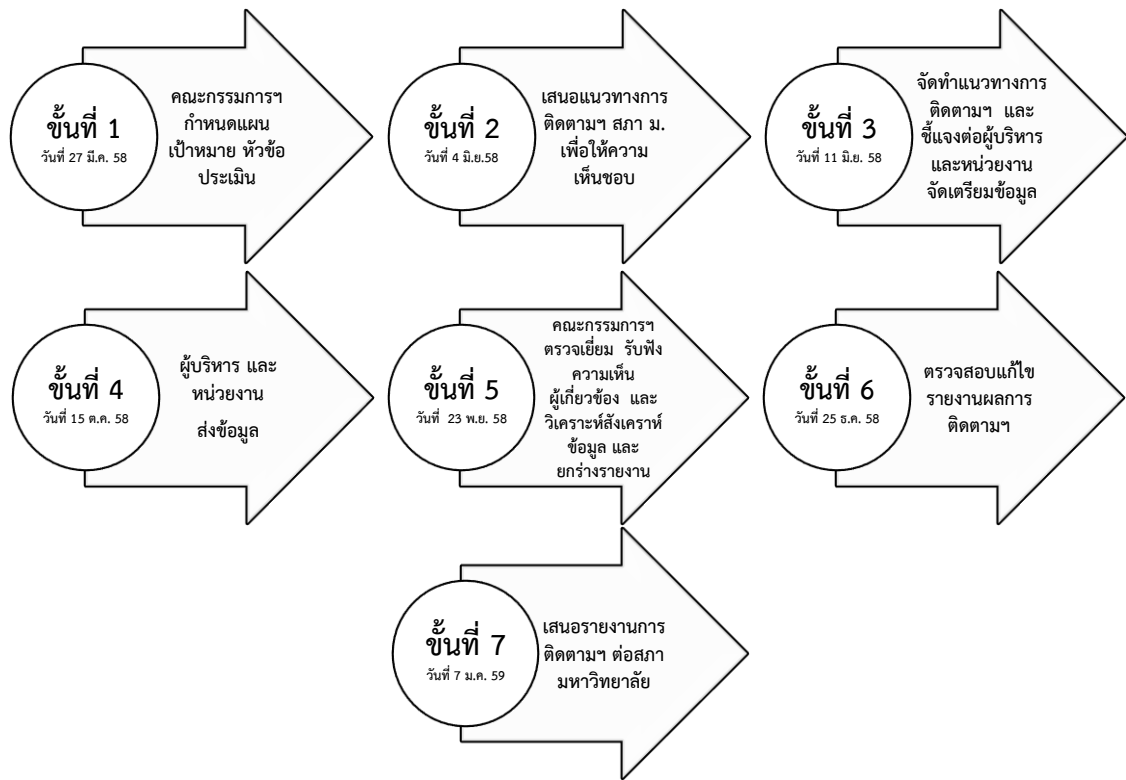 ขั้นที่ 1
วันที่ 27 มี.ค. 58
คณะกรรมการฯ
กำหนดแผน
เป้าหมาย หัวข้อ
ประเมิน
ขั้นที่ 2
วันที่ 4 มิ.ย.58
เสนอแนวทางการ
ติดตามฯ สภา ม.
เพื่อให้ความ
เห็นชอบ
ขั้นที่ 3
วันที่ 11 มิ.ย. 58
จัดทำแนวทางการ
ติดตามฯ และ
ชี้แจงต่อผู้บริหาร
และหน่วยงาน
จัดเตรียมข้อมูล
ขั้นที่ 4
วันที่ 15 ต.ค. 58
ผู้บริหาร และ
หน่วยงาน
ส่งข้อมูล
ขั้นที่ 5
วันที่ 23 พ.ย. 58
คณะกรรมการฯ
ตรวจเยี่ยม รับฟัง
ความเห็น
ผู้เกี่ยวข้อง และ
วิเคราะห์สังเคราะห์
ข้อมูล และ
ยกร่างรายงาน
ขั้นที่ 6
วันที่ 25 ธ.ค. 58
ตรวจสอบแก้ไข
รายงานผลการ
ติดตามฯ
ขั้นที่ 7
วันที่ 7 ม.ค. 59
เสนอรายงานการ
ติดตามฯ ต่อสภา
มหาวิทยาลัย